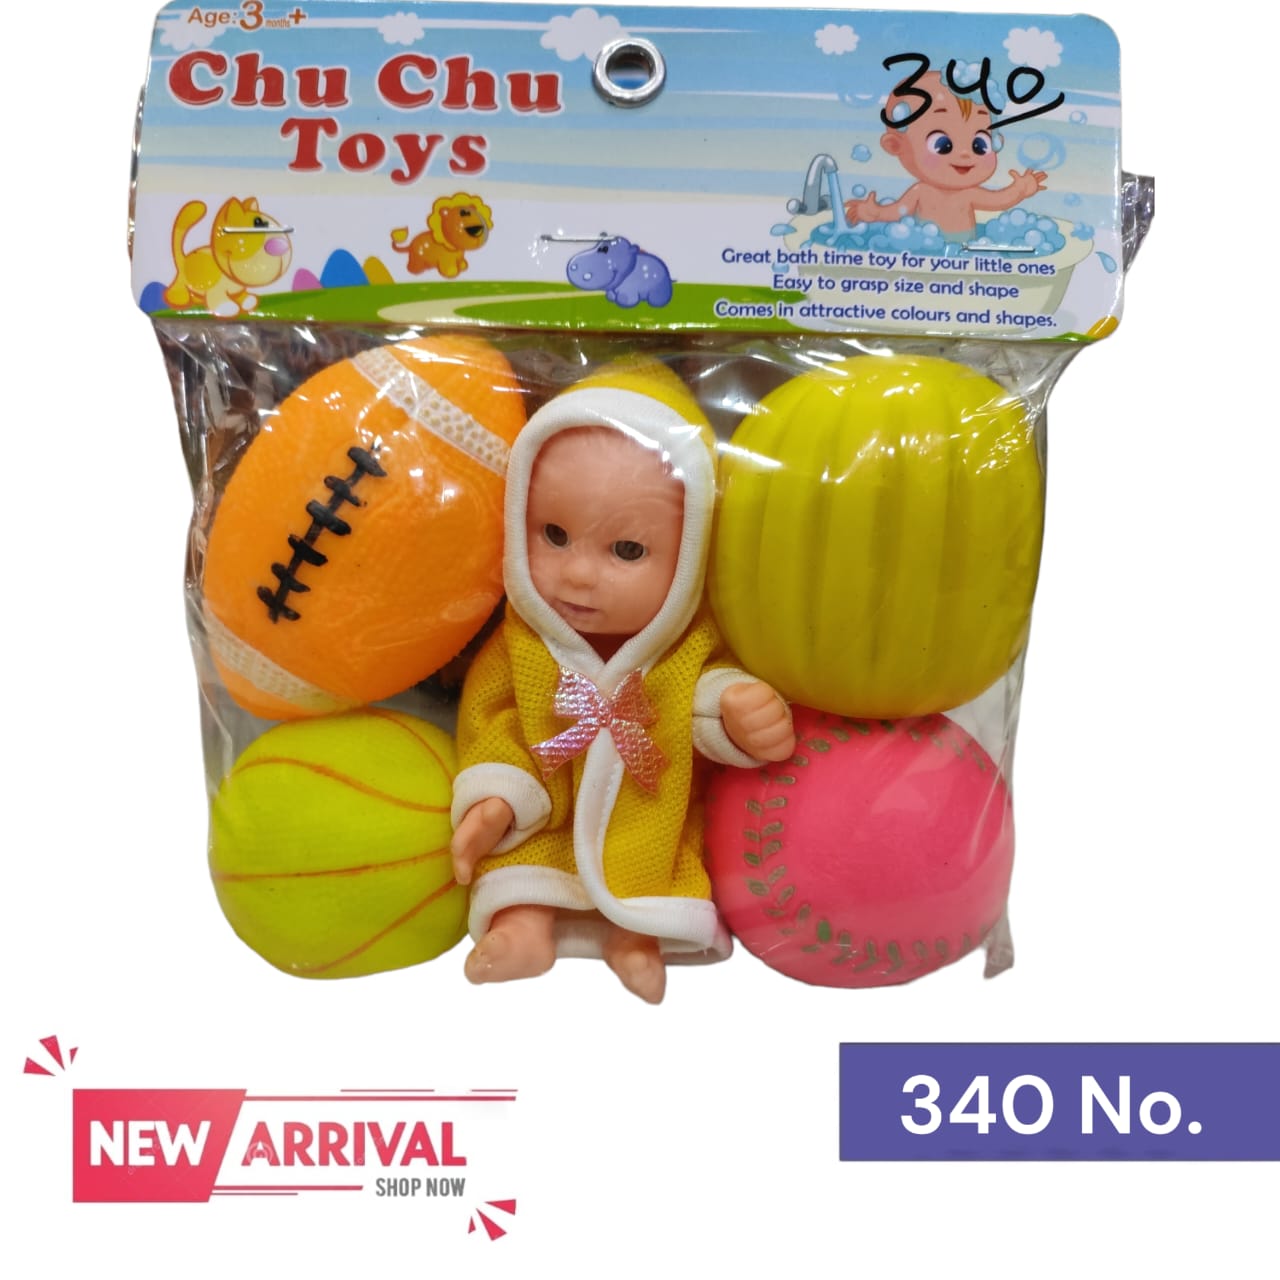 Age: 3 months +
340
Chu Chu
Toys
Great bath time toy for your little ones
Easy to grasp size and shape
Comes in attractive colours and shapes.
NEW ARRIVAL
SHOP NOW
340 No.